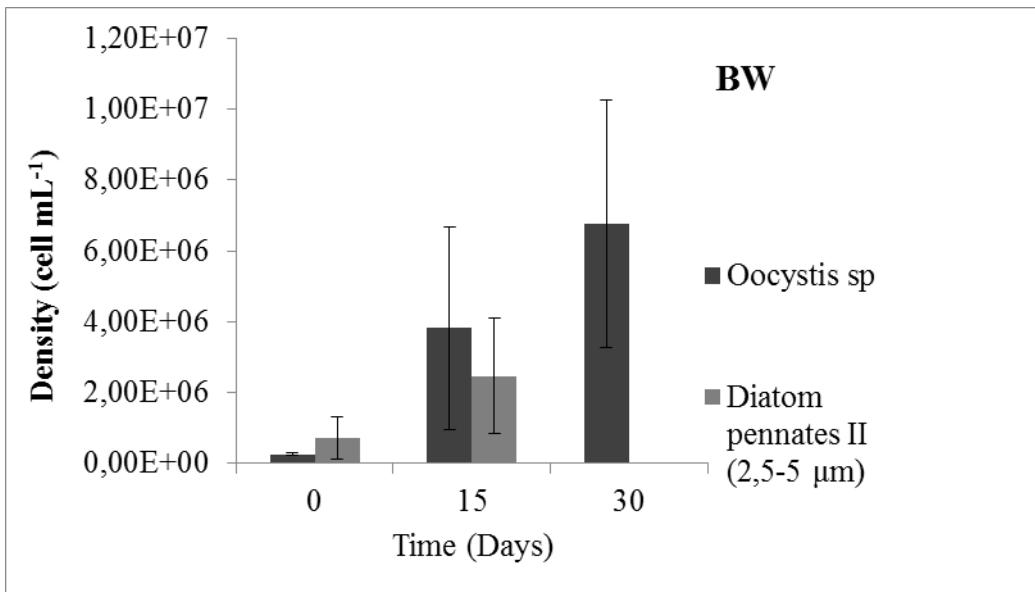 1,20E+07
1,00E+07
8,00E+06
6,00E+06
4,00E+06
2,00E+06
0,00E+00
Density (cell mL⁻¹)
0 15 30
Time (Days)
BW
Oocystis sp
Diatom
pennates II
(2,5-5 µm)